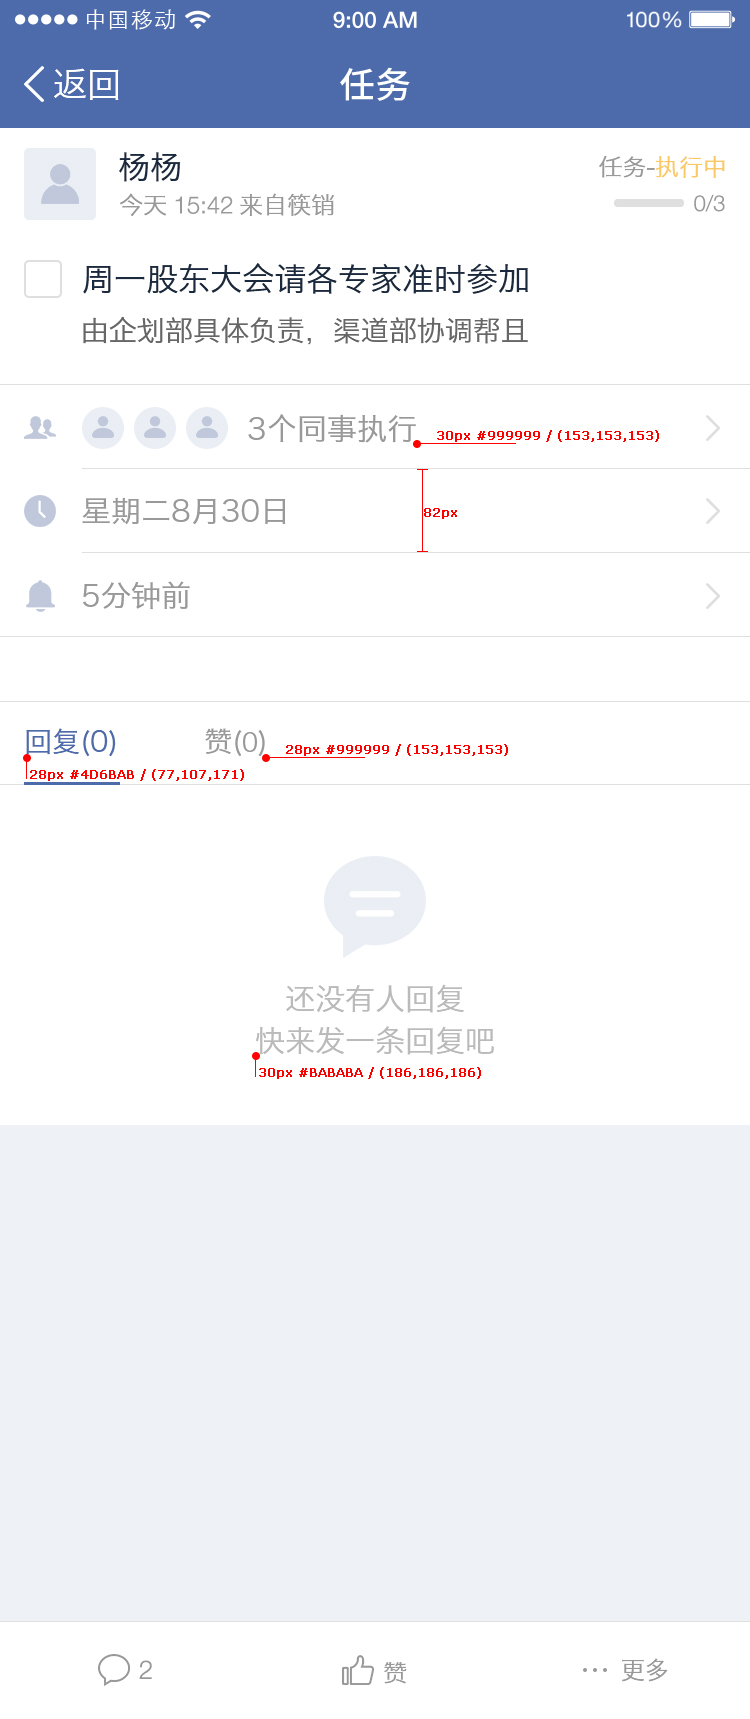 中国移动 9:00 AM 100%
返回 任务
杨杨 任务-执行中
今天 15:42 来自筷销 0/3
周一股东大会请各专家准时参加
由企划部具体负责，渠道部协调帮且
3个同事执行 30px #999999 / (153,153,153)
星期二8月30日 82px
5分钟前
回复(0) 赞(0) 28px #999999 / (153,153,153)
28px #4D6BAB / (77,107,171)
还没有人回复
快来发一条回复吧
30px #BABABA / (186,186,186)
2 赞 ··· 更多